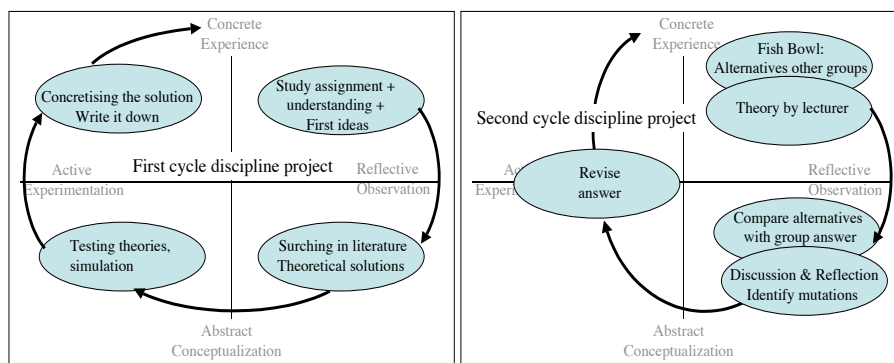 Concrete
Experience
Concretising the solution
Write it down
Study assignment +
understanding +
First ideas
First cycle discipline project
Active
Experimentation
Reflective
Observation
Testing theories,
simulation
Surching in literature
Theoretical solutions
Abstract
Conceptualization
Concrete
Experience
Fish Bowl:
Alternatives other groups
Theory by lecturer
Second cycle discipline project
Revise
answer
Reflective
Observation
Compare alternatives
with group answer
Discussion & Reflection
Identify mutations
Abstract
Conceptualization